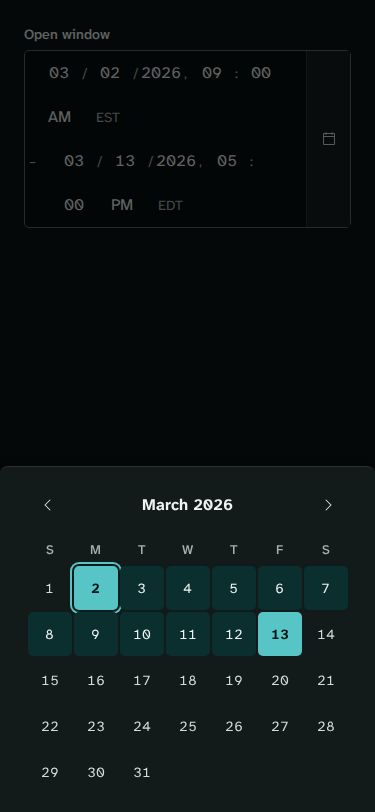 Open window
03 / 02 /2026, 09 : 00
AM EST
– 03 / 13 /2026, 05 :
00 PM EDT
March 2026
S M T W T F S
1 2 3 4 5 6 7
8 9 10 11 12 13 14
15 16 17 18 19 20 21
22 23 24 25 26 27 28
29 30 31